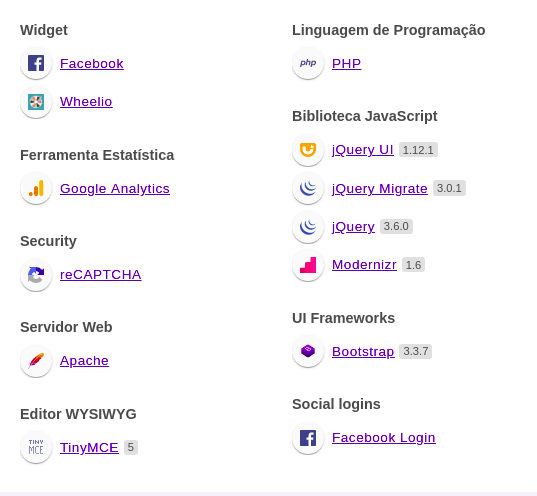 Widget
Facebook
Wheelio
Ferramenta Estatística
Google Analytics
Security
reCAPTCHA
Servidor Web
Apache
Editor WYSIWYG
TINY
MCE
TinyMCE 5
Linguagem de Programação
php
PHP
Biblioteca JavaScript
jQuery UI 1.12.1
jQuery Migrate 3.0.1
jQuery 3.6.0
Modernizr 1.6
UI Frameworks
Bootstrap 3.3.7
Social logins
Facebook Login